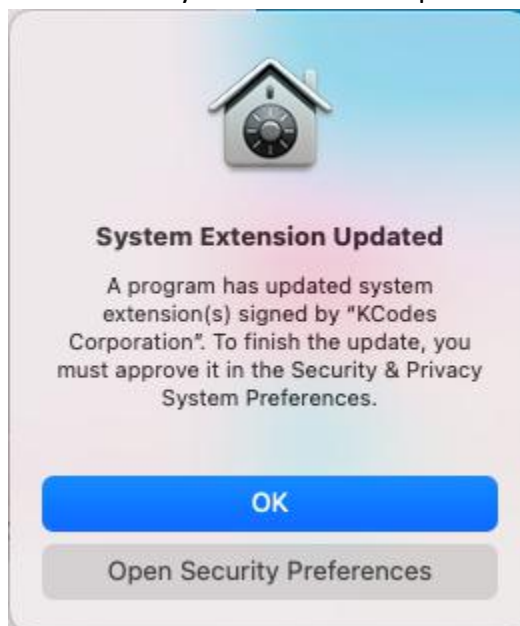 System Extension Updated
A program has updated system
extension(s) signed by "KCodes
Corporation". To finish the update, you
must approve it in the Security & Privacy
System Preferences.
OK
Open Security Preferences